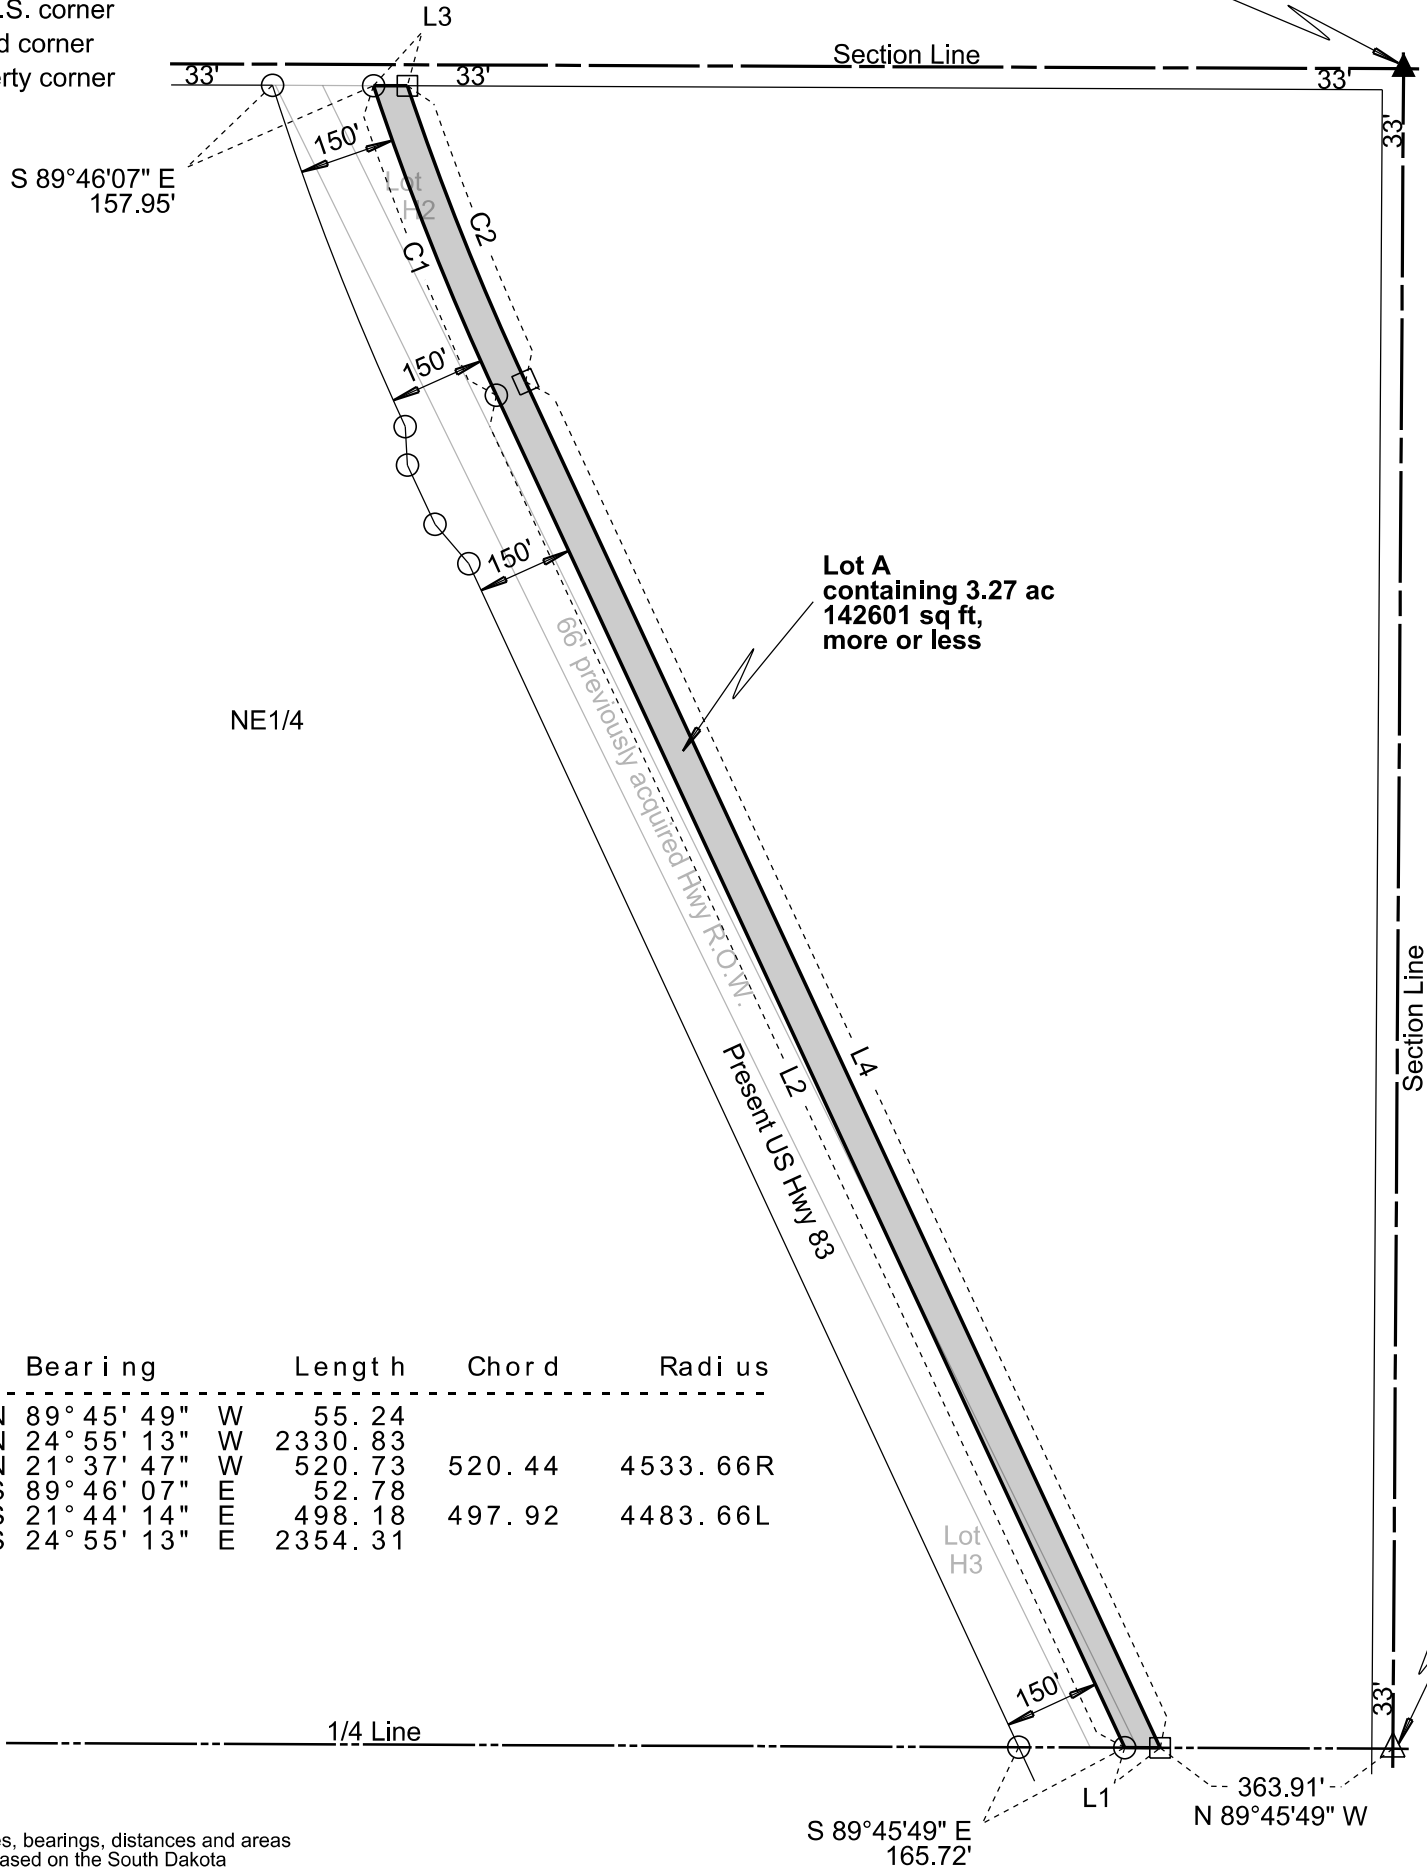 .S. corner
d corner
erty corner
L3
Section Line
33'
33'
33'
33'
150'
S 89°46'07" E
157.95'
Lot
H2
C2
C1
150'
150'
Lot A
containing 3.27 ac
142601 sq ft,
more or less
66' previously acquired Hwy R.O.W.
NE1/4
Section Line
L4
L2
Present US Hwy 83
Bearing Length Chord Radius
N 89°45'49" W 55.24
N 24°55'13" W 2330.83
N 21°37'47" W 520.73 520.44 4533.66R
S 89°46'07" E 52.78
S 21°44'14" E 498.18 497.92 4483.66L
S 24°55'13" E 2354.31
Lot
H3
150'
33'
1/4 Line
L1
363.91'
N 89°45'49" W
S 89°45'49" E
165.72'
es, bearings, distances and areas
ased on the South Dakota